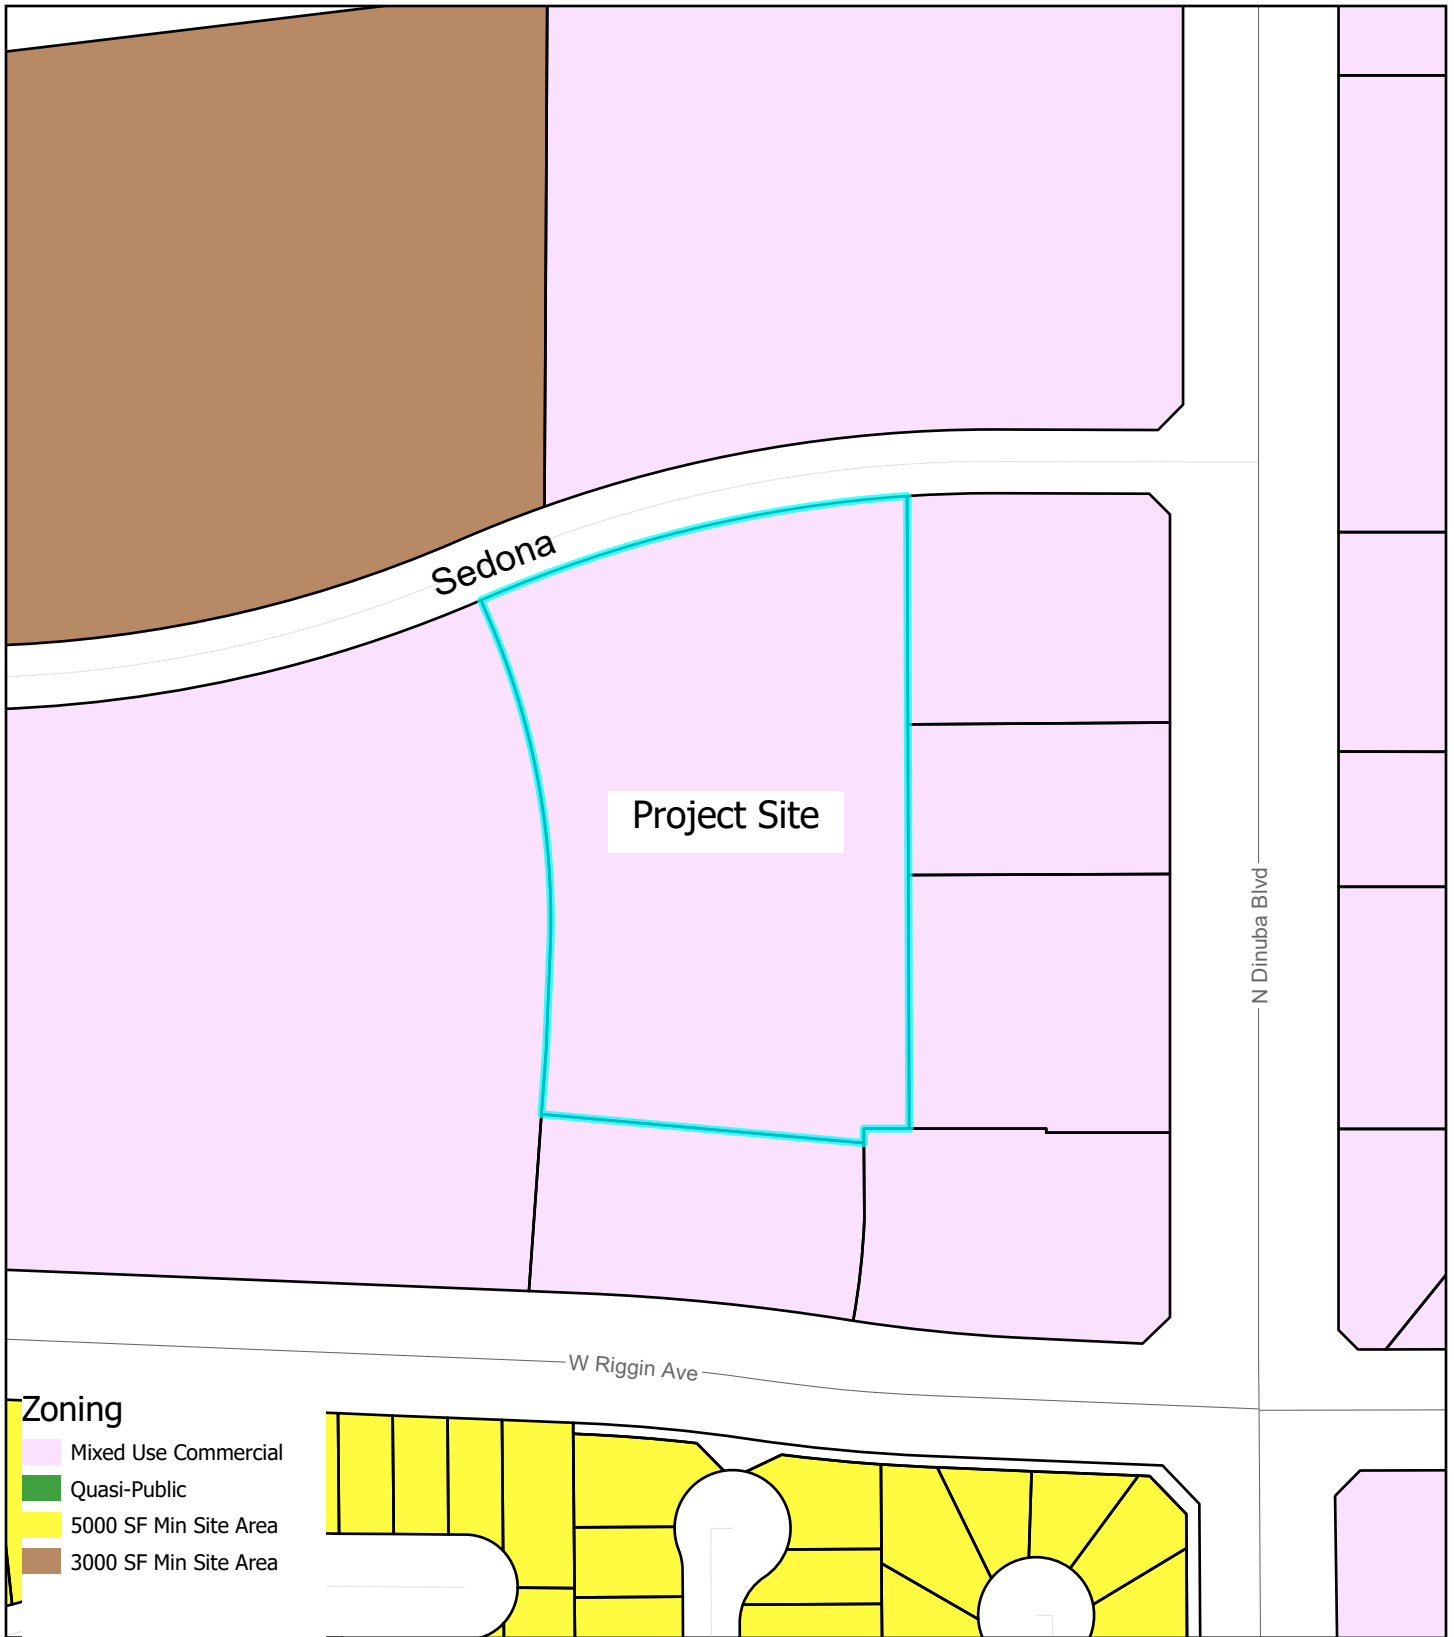 Sedona
Project Site
N Dinuba Blvd
W Riggin Ave
Zoning
Mixed Use Commercial
Quasi-Public
5000 SF Min Site Area
3000 SF Min Site Area